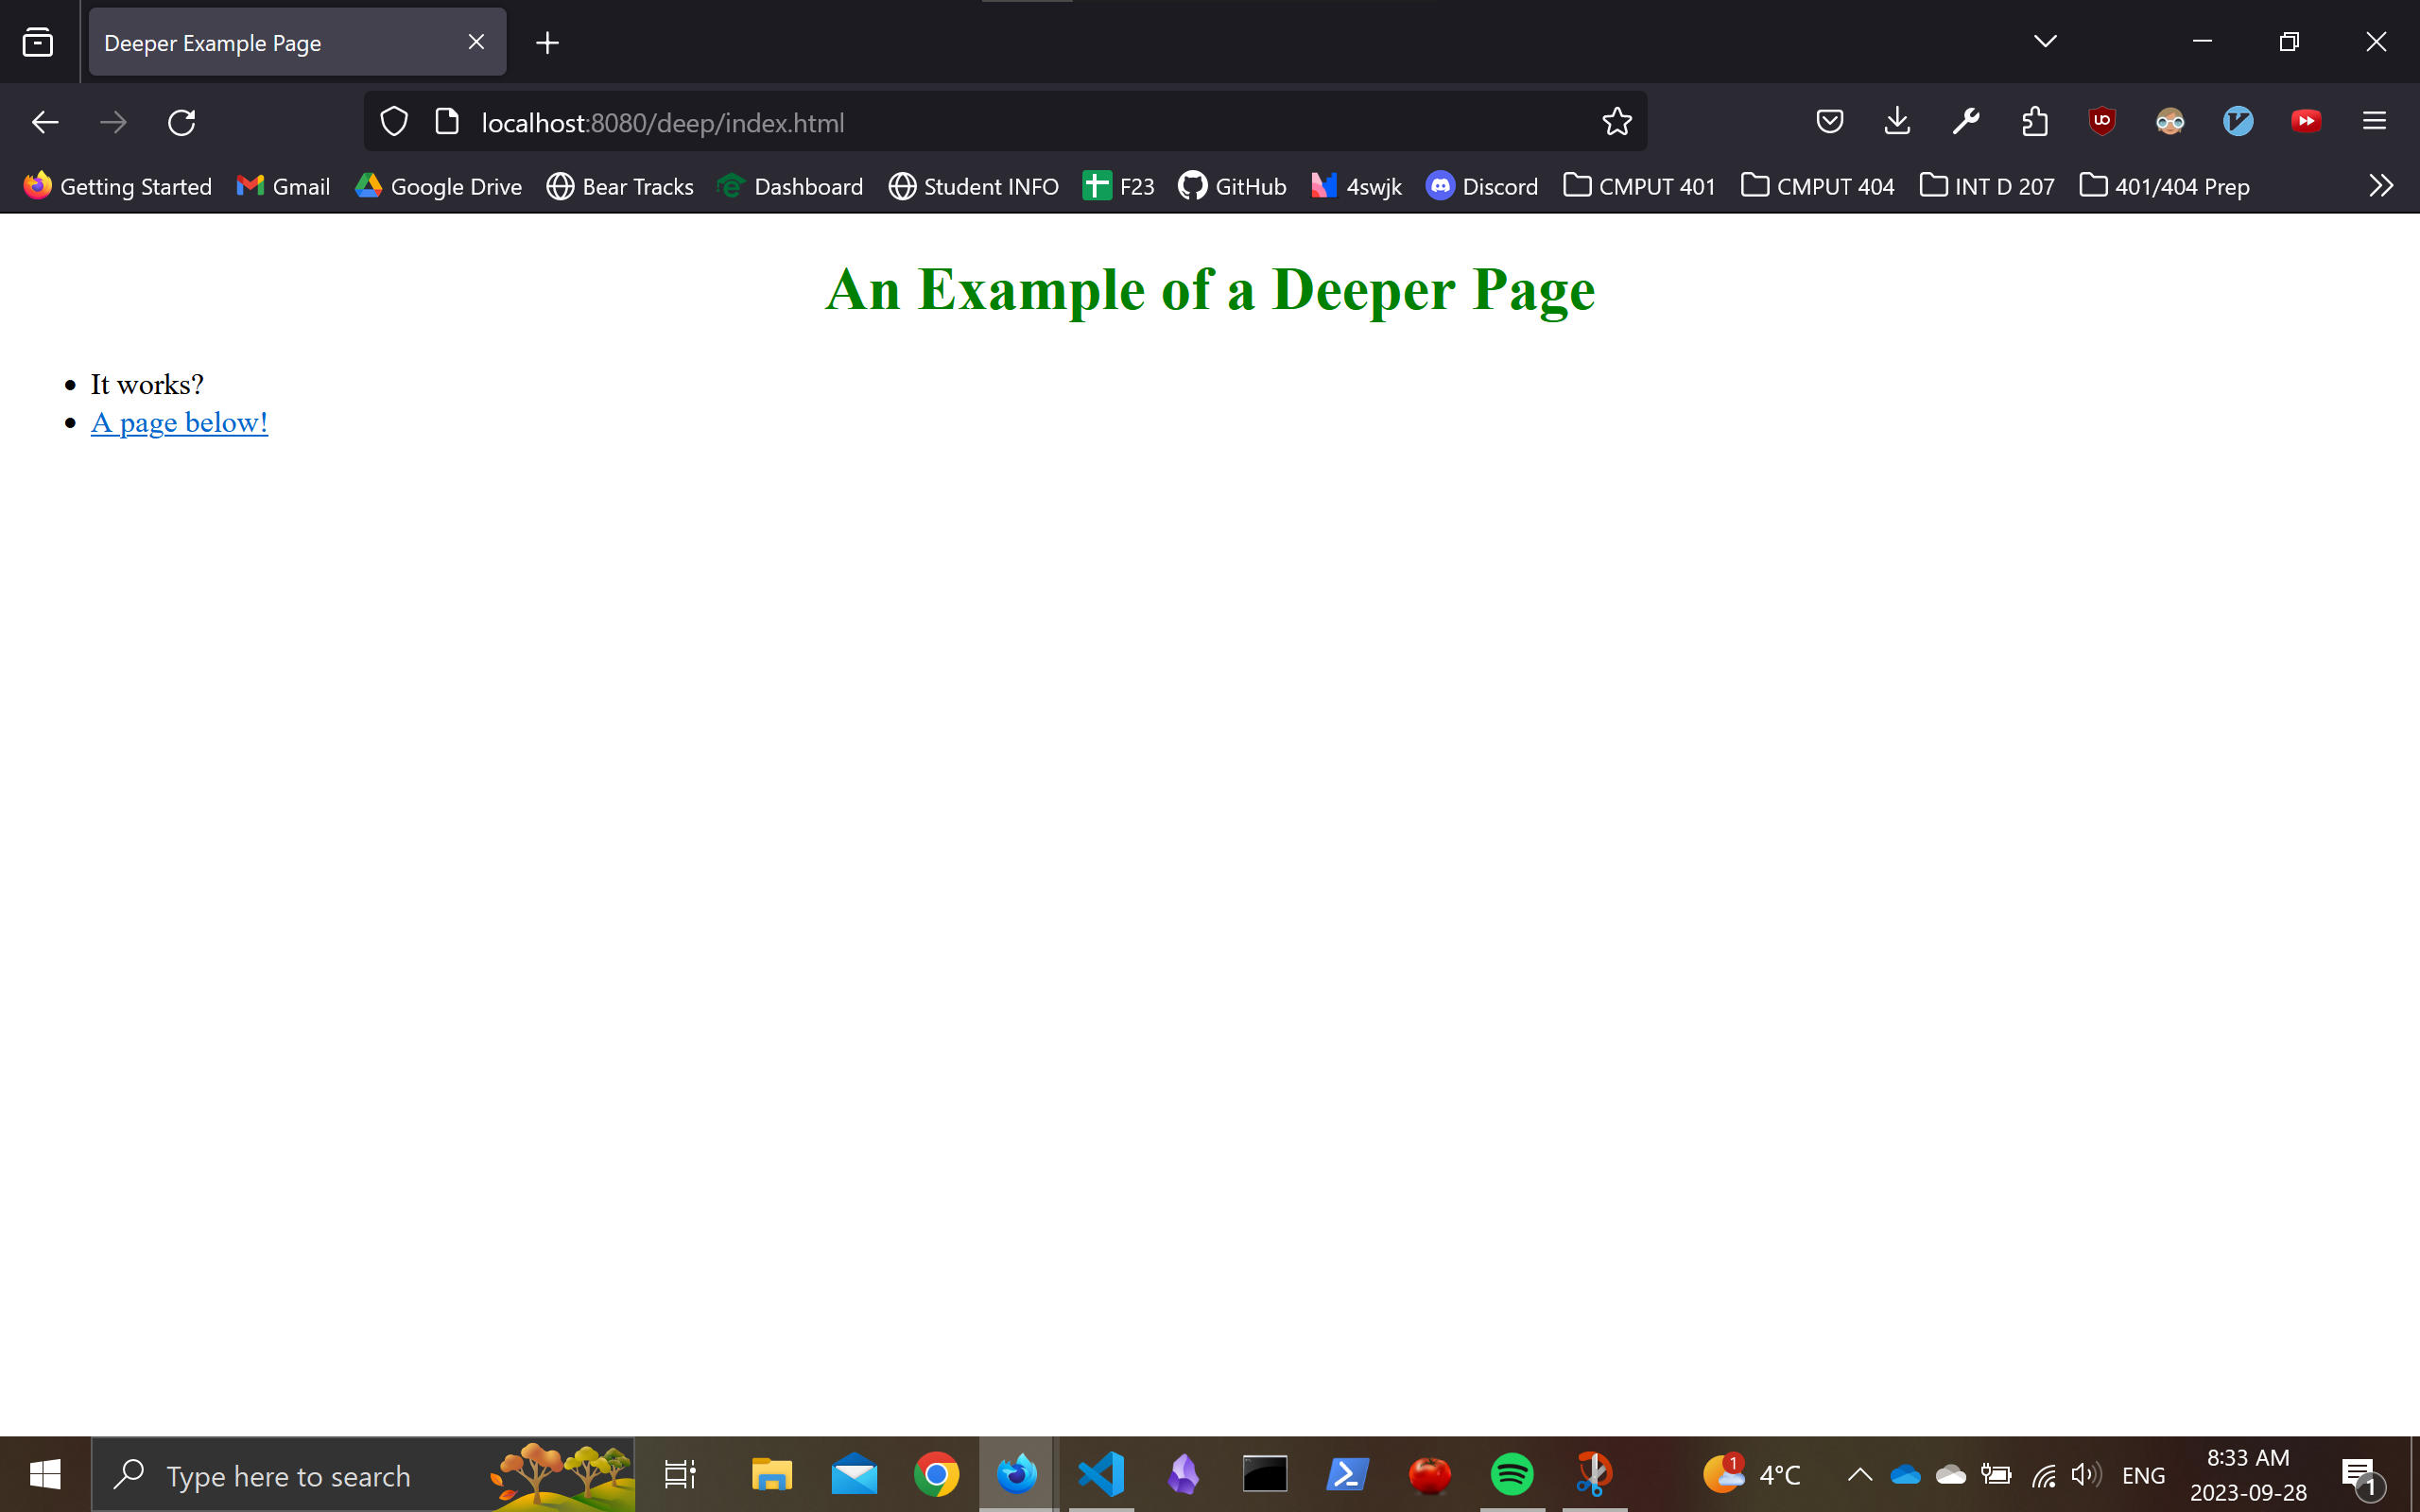 Deeper Example Page
localhost:8080/deep/index.html
Getting Started Gmail Google Drive Bear Tracks Dashboard Student INFO F23 GitHub 4swjk Discord CMPUT 401 CMPUT 404 INT D 207 401/404 Prep
An Example of a Deeper Page
It works?
A page below!
Type here to search
1 4°C ENG 8:33 AM
2023-09-28 1